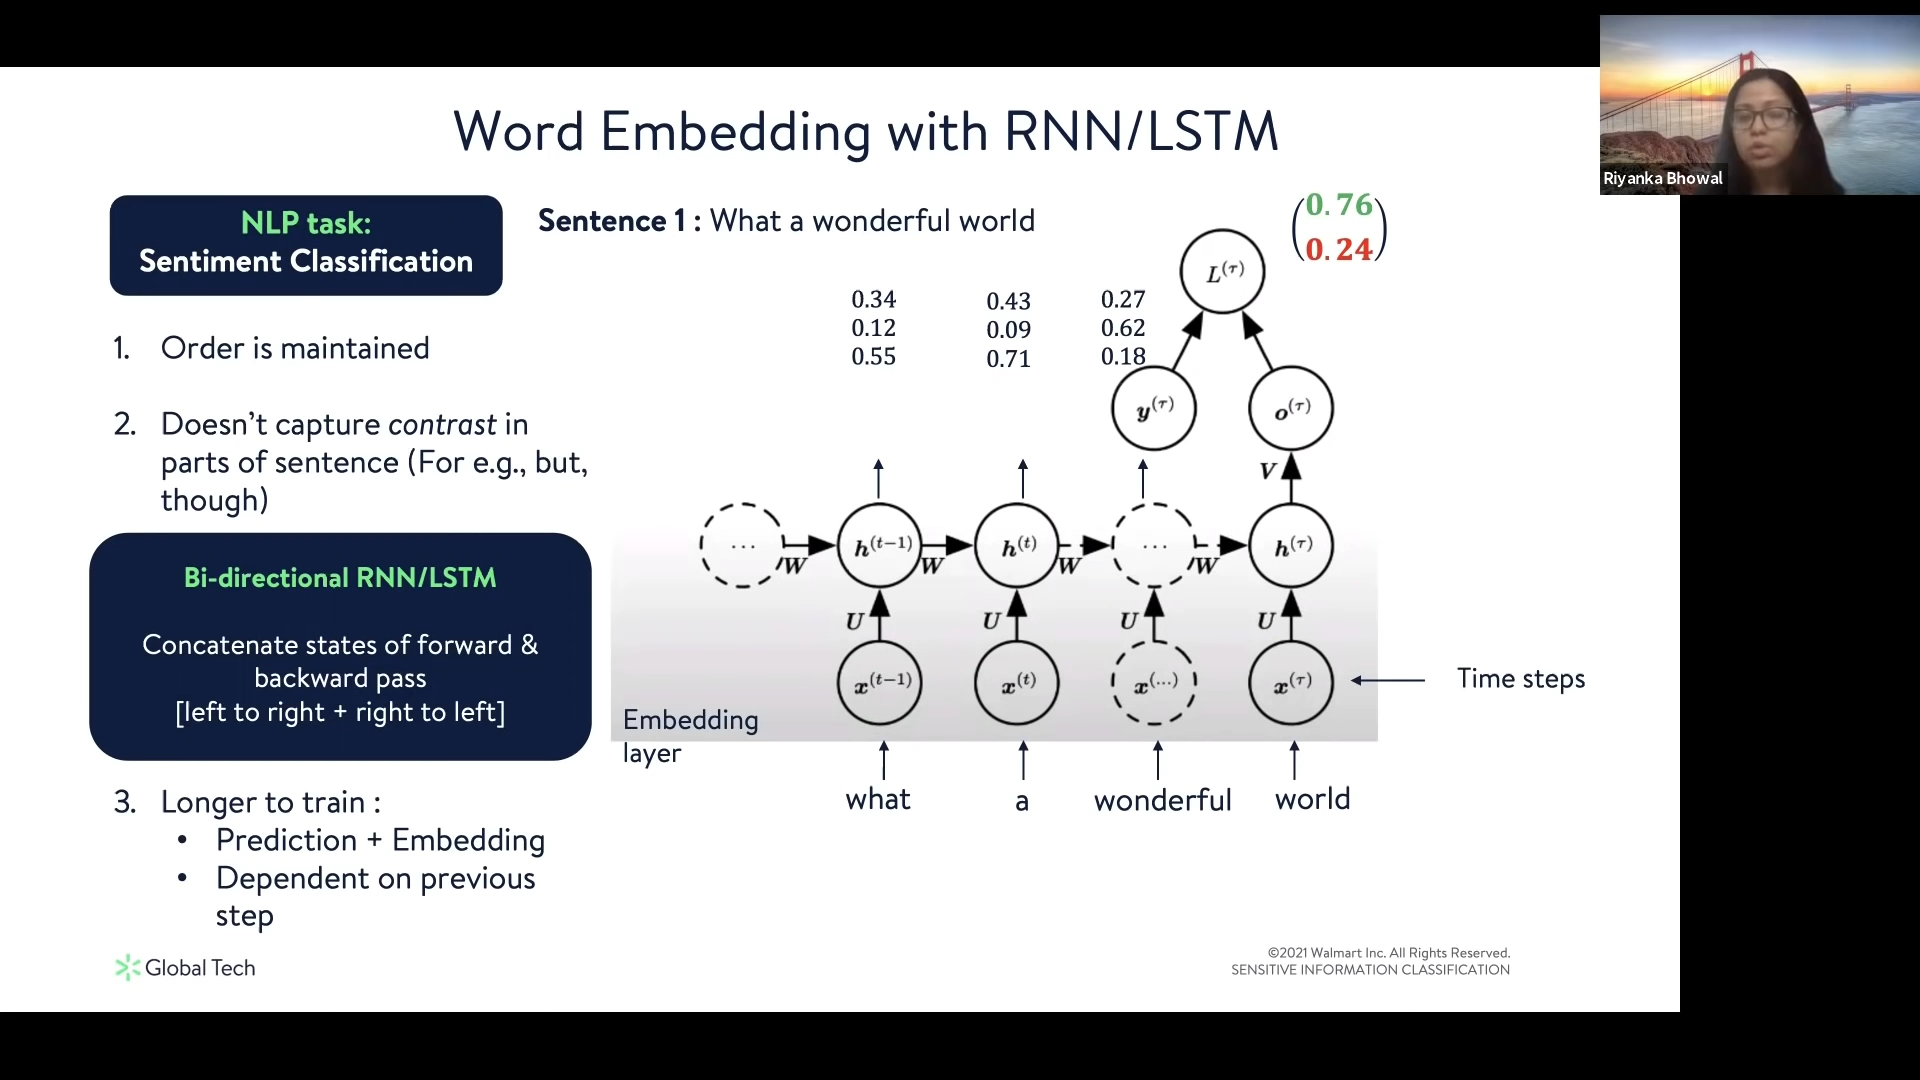 Word Embedding with RNN/LSTM
Riyanka Bhowal
NLP task:
Sentiment Classification
1. Order is maintained
2. Doesn't capture contrast in
parts of sentence (For e.g., but,
though)
Bi-directional RNN/LSTM
Concatenate states of forward &
backward pass
[left to right + right to left]
3. Longer to train :
• Prediction + Embedding
• Dependent on previous
step
Sentence 1 : What a wonderful world
0.76
0.24
L^(τ)
0.34 0.43 0.27
0.12 0.09 0.62
0.55 0.71 0.18
y^(τ) o^(τ)
V
... h^(t−1) h^(t) ... h^(τ)
W W W W
U U U U
x^(t−1) x^(t) x^(...) x^(τ)
Time steps
Embedding
layer
what a wonderful world
Global Tech
©2021 Walmart Inc. All Rights Reserved.
SENSITIVE INFORMATION CLASSIFICATION